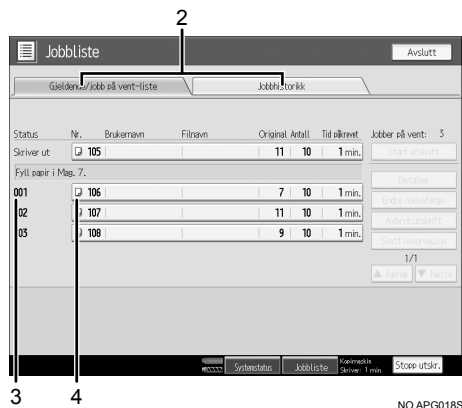 2
Jobbliste
Avslutt
Gjeldende/jobb på vent-liste
Jobbhistorikk
Status Nr. Brukernavn Filnavn Original Antall Tid påkrevet Jobber på vent: 3
Skriver ut 105 11 10 1 min. Start utskrift
Fyll papir i Mag. 7.
Detaljer
001 106 7 10 1 min.
Endre rekkefølge
02 107 11 10 1 min.
Avbryt utskrift
03 108 9 10 1 min.
Slett reservasjon
1/1
Forrige Neste
Systemstatus Jobbliste Kopimaskin
Skriver: 1 min. Stopp utskr.
3 4
NO APG018S